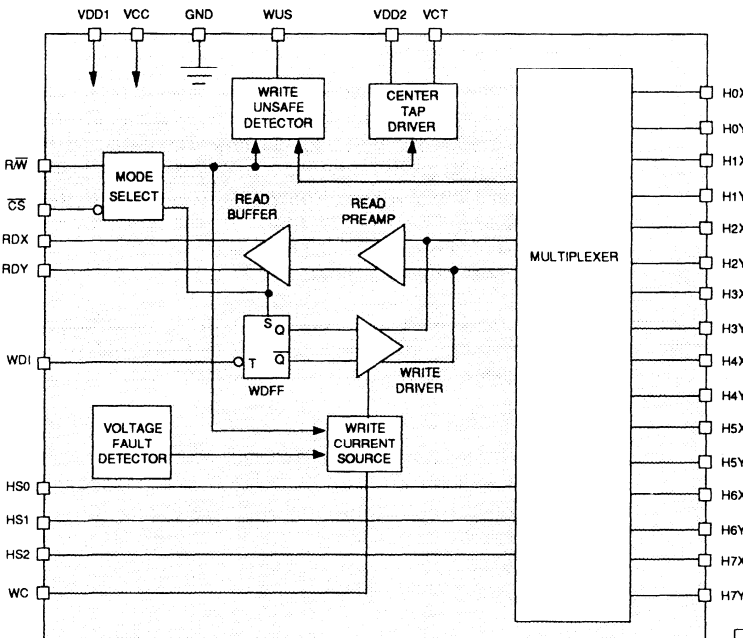 VDD1 VCC GND WUS VDD2 VCT
WRITE
UNSAFE
DETECTOR
CENTER
TAP
DRIVER
R/W̅
C̅S̅
RDX
RDY
WDI
HS0
HS1
HS2
WC
MODE
SELECT
READ
BUFFER
READ
PREAMP
MULTIPLEXER
S
Q
Q̅
T
WDFF
WRITE
DRIVER
VOLTAGE
FAULT
DETECTOR
WRITE
CURRENT
SOURCE
H0X
H0Y
H1X
H1Y
H2X
H2Y
H3X
H3Y
H4X
H4Y
H5X
H5Y
H6X
H6Y
H7X
H7Y